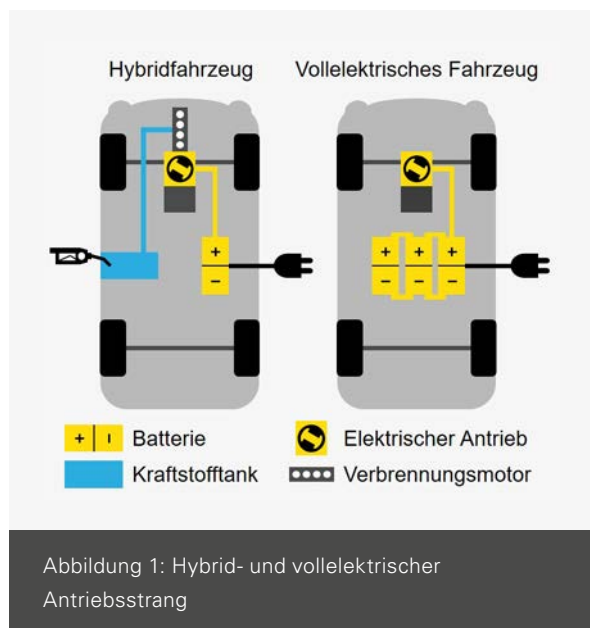 Hybridfahrzeug
Vollelektrisches Fahrzeug
+
−
+ + +
− − −
+ | −
Batterie
Elektrischer Antrieb
Kraftstofftank
Verbrennungsmotor
Abbildung 1: Hybrid- und vollelektrischer
Antriebsstrang